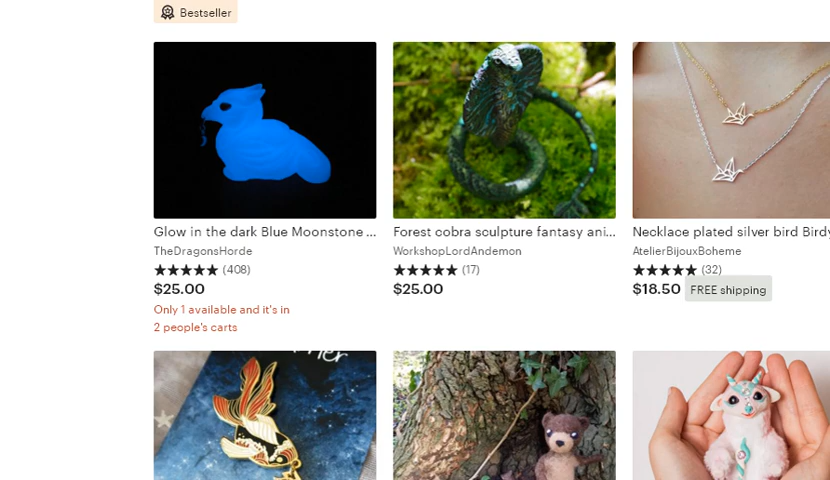 Bestseller
Glow in the dark Blue Moonstone ...
Forest cobra sculpture fantasy ani...
Necklace plated silver bird Birdy
TheDragonsHorde
WorkshopLordAndemon
AtelierBijouxBoheme
(408)
(17)
(32)
$25.00
$25.00
$18.50 FREE shipping
Only 1 available and it's in
2 people's carts